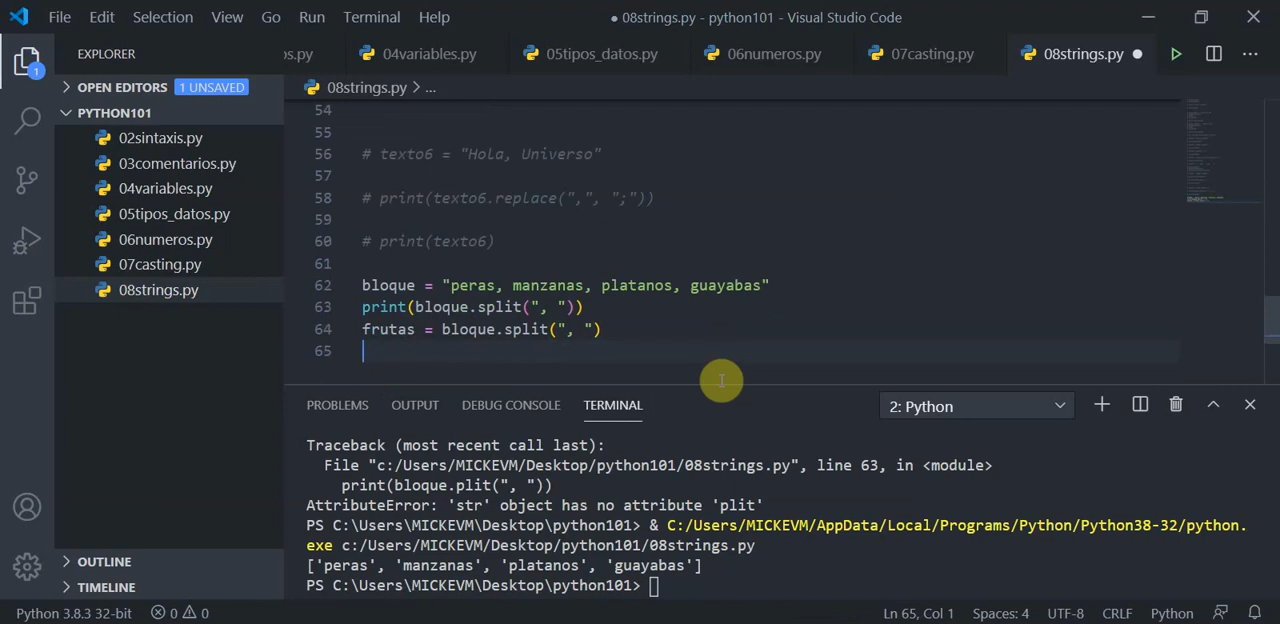 File Edit Selection View Go Run Terminal Help
● 08strings.py - python101 - Visual Studio Code
EXPLORER
os.py 04variables.py 05tipos_datos.py 06numeros.py 07casting.py 08strings.py
1
OPEN EDITORS 1 UNSAVED
PYTHON101
02sintaxis.py
03comentarios.py
04variables.py
05tipos_datos.py
06numeros.py
07casting.py
08strings.py
OUTLINE
TIMELINE
08strings.py > ...
54
55
56 # texto6 = "Hola, Universo"
57
58 # print(texto6.replace(",", ";"))
59
60 # print(texto6)
61
62 bloque = "peras, manzanas, platanos, guayabas"
63 print(bloque.split(", "))
64 frutas = bloque.split(", ")
65
PROBLEMS OUTPUT DEBUG CONSOLE TERMINAL 2: Python
Traceback (most recent call last):
File "c:/Users/MICKEVM/Desktop/python101/08strings.py", line 63, in <module>
print(bloque.plit(", "))
AttributeError: 'str' object has no attribute 'plit'
PS C:\Users\MICKEVM\Desktop\python101> & C:/Users/MICKEVM/AppData/Local/Programs/Python/Python38-32/python.
exe c:/Users/MICKEVM/Desktop/python101/08strings.py
['peras', 'manzanas', 'platanos', 'guayabas']
PS C:\Users\MICKEVM\Desktop\python101>
Python 3.8.3 32-bit 0 0 Ln 65, Col 1 Spaces: 4 UTF-8 CRLF Python